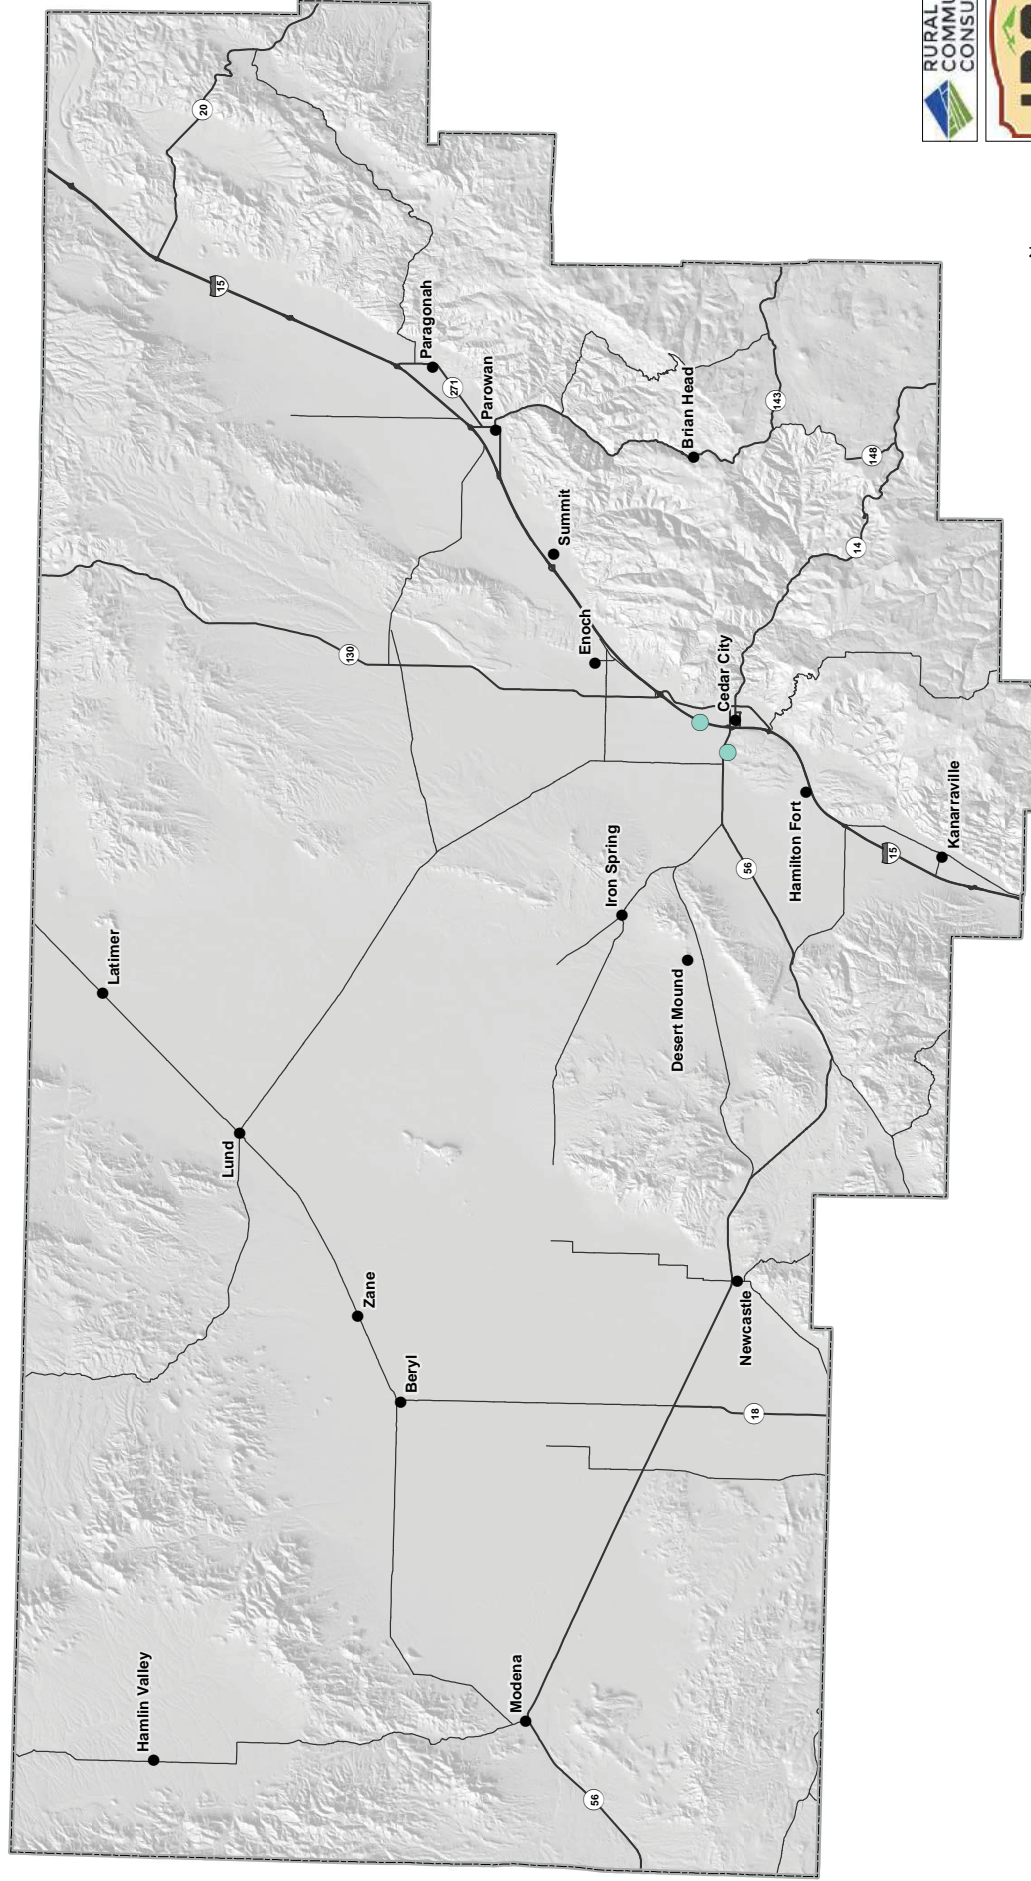 RURAL
COMMU
CONSU
20
15
Paragonah
271
Parowan
Brian Head
143
148
Summit
14
Enoch
130
Cedar City
Kanarraville
15
Hamilton Fort
Iron Spring
56
Desert Mound
Latimer
Lund
Zane
Newcastle
Beryl
18
Modena
Hamlin Valley
56